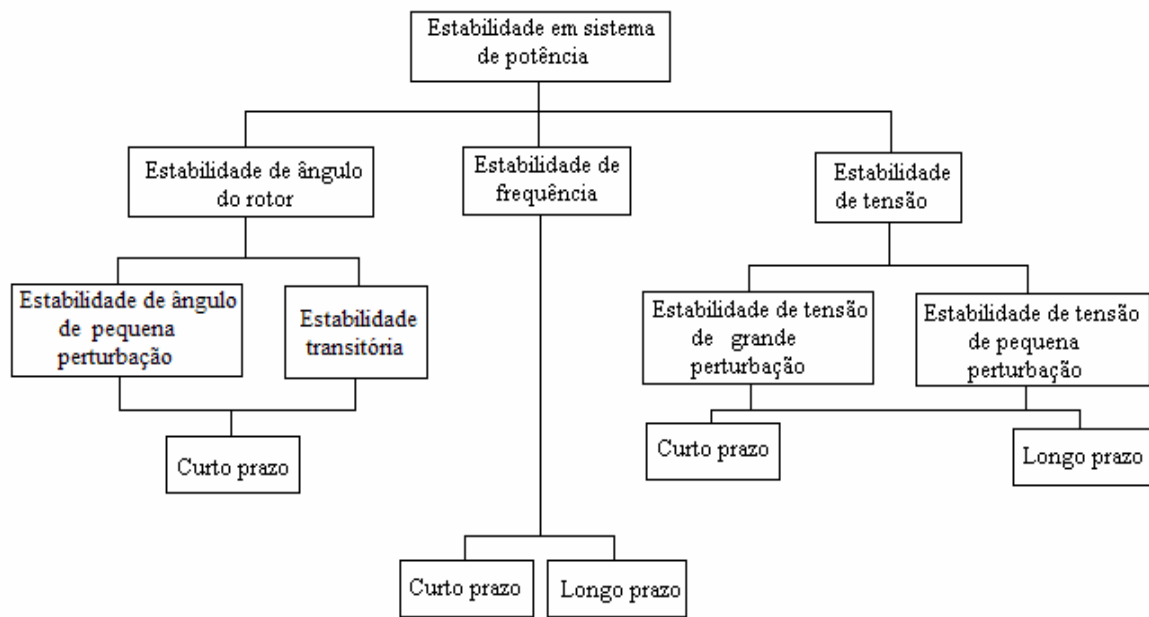 Estabilidade em sistema
de potência
Estabilidade de ângulo
do rotor
Estabilidade de
frequência
Estabilidade
de tensão
Estabilidade de ângulo
de pequena
perturbação
Estabilidade
transitória
Estabilidade de tensão
de grande
perturbação
Estabilidade de tensão
de pequena
perturbação
Curto prazo
Curto prazo
Longo prazo
Curto prazo
Longo prazo